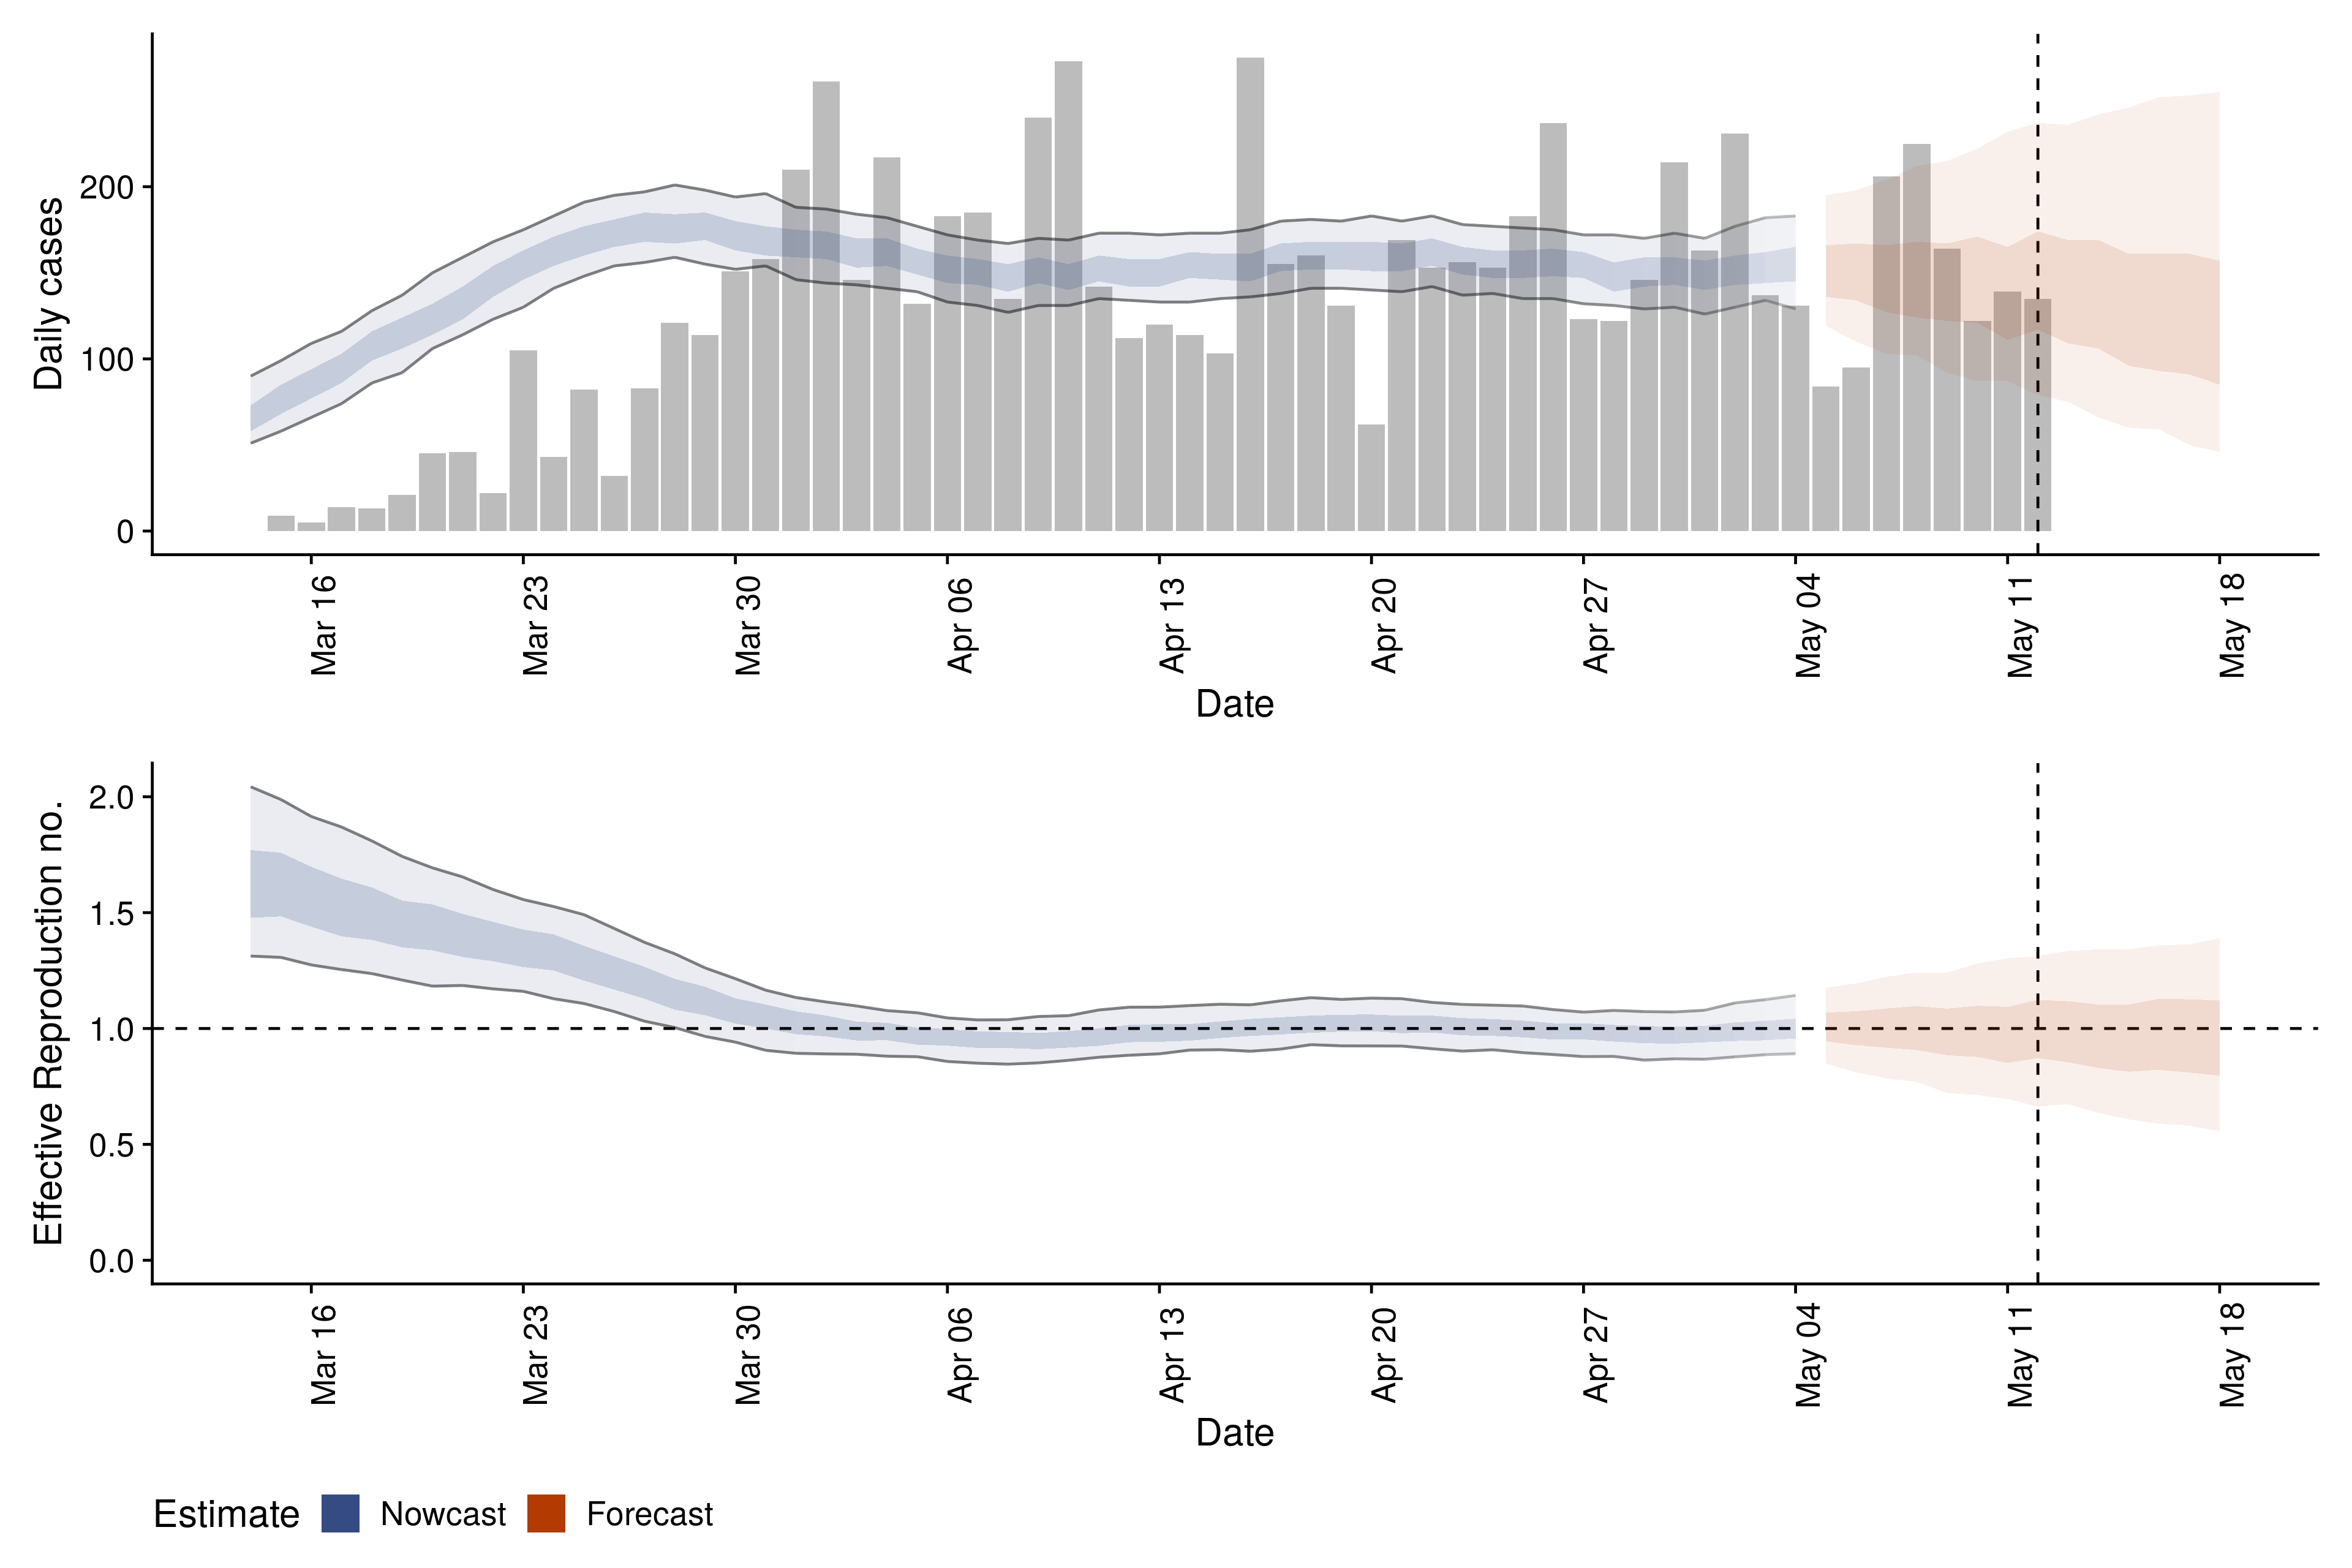 Daily cases
200
100
0
Mar 16
Mar 23
Mar 30
Apr 06
Apr 13
Apr 20
Apr 27
May 04
May 11
May 18
Date
Effective Reproduction no.
2.0
1.5
1.0
0.5
0.0
Mar 16
Mar 23
Mar 30
Apr 06
Apr 13
Apr 20
Apr 27
May 04
May 11
May 18
Date
Estimate Nowcast Forecast